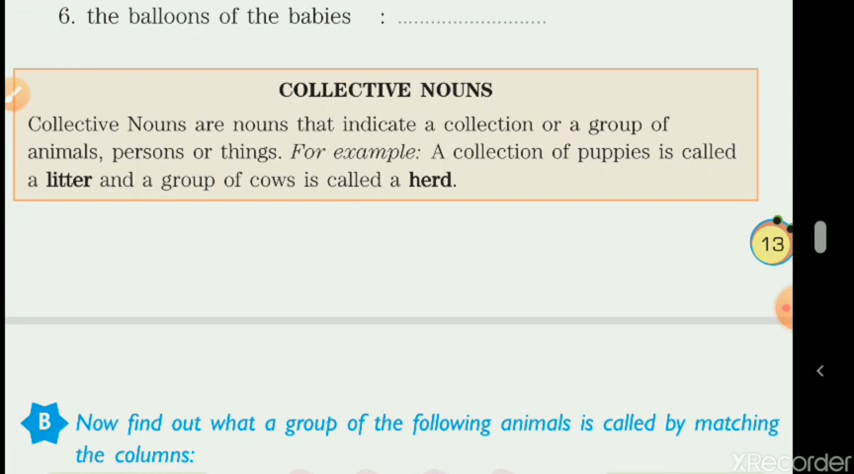 6. the balloons of the babies : ...........................
COLLECTIVE NOUNS
Collective Nouns are nouns that indicate a collection or a group of
animals, persons or things. For example: A collection of puppies is called
a litter and a group of cows is called a herd.
13
B Now find out what a group of the following animals is called by matching
the columns:
XRecorder